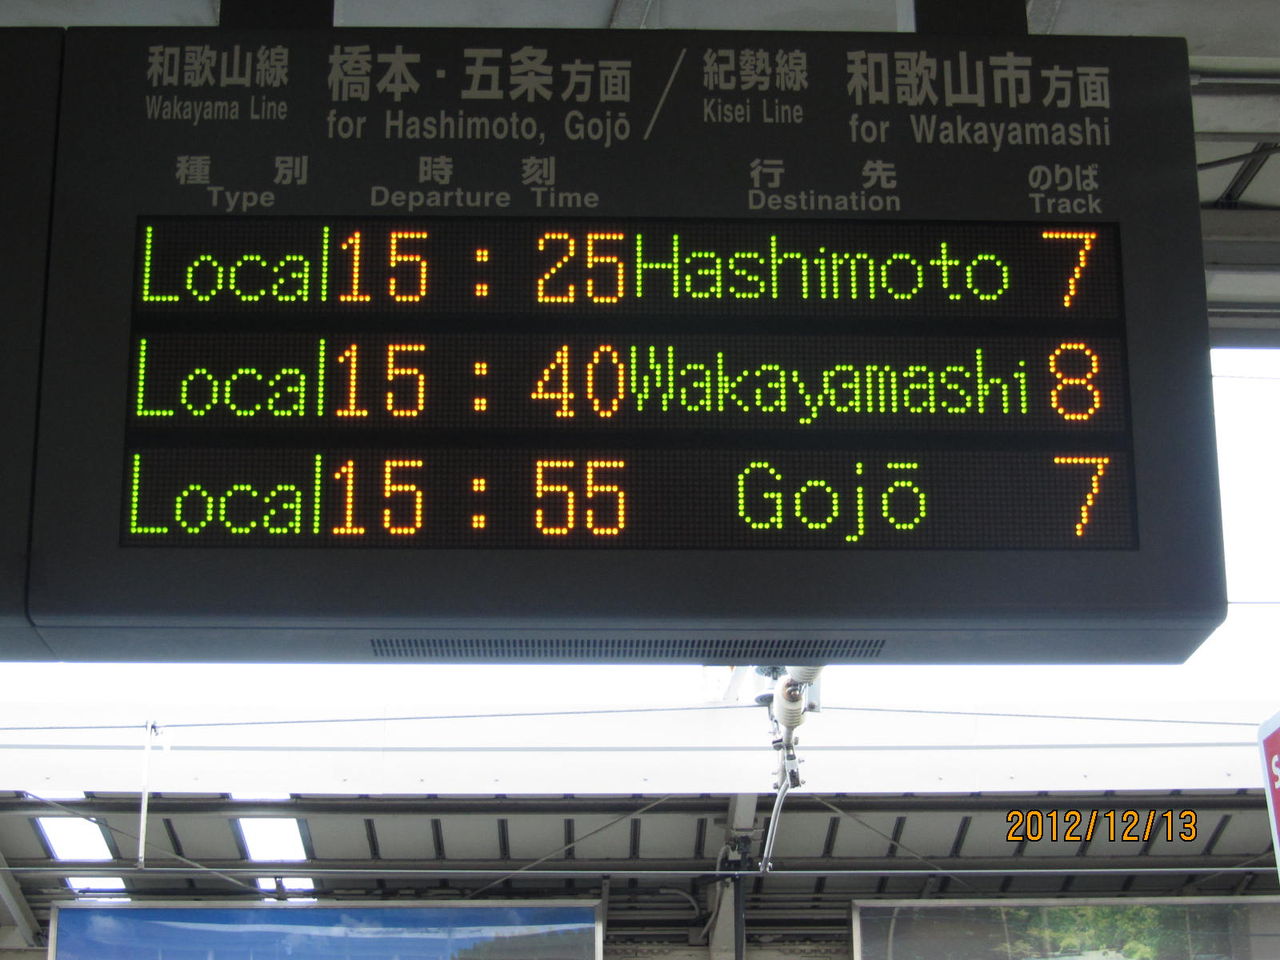 和歌山線 橋本・五条方面 / 紀勢線 和歌山市方面
Wakayama Line for Hashimoto, Gojō Kisei Line for Wakayamashi
種別 時刻 行先 のりば
Type Departure Time Destination Track
Local 15:25 Hashimoto 7
Local 15:40 Wakayamashi 8
Local 15:55 Gojō 7
2012/12/13